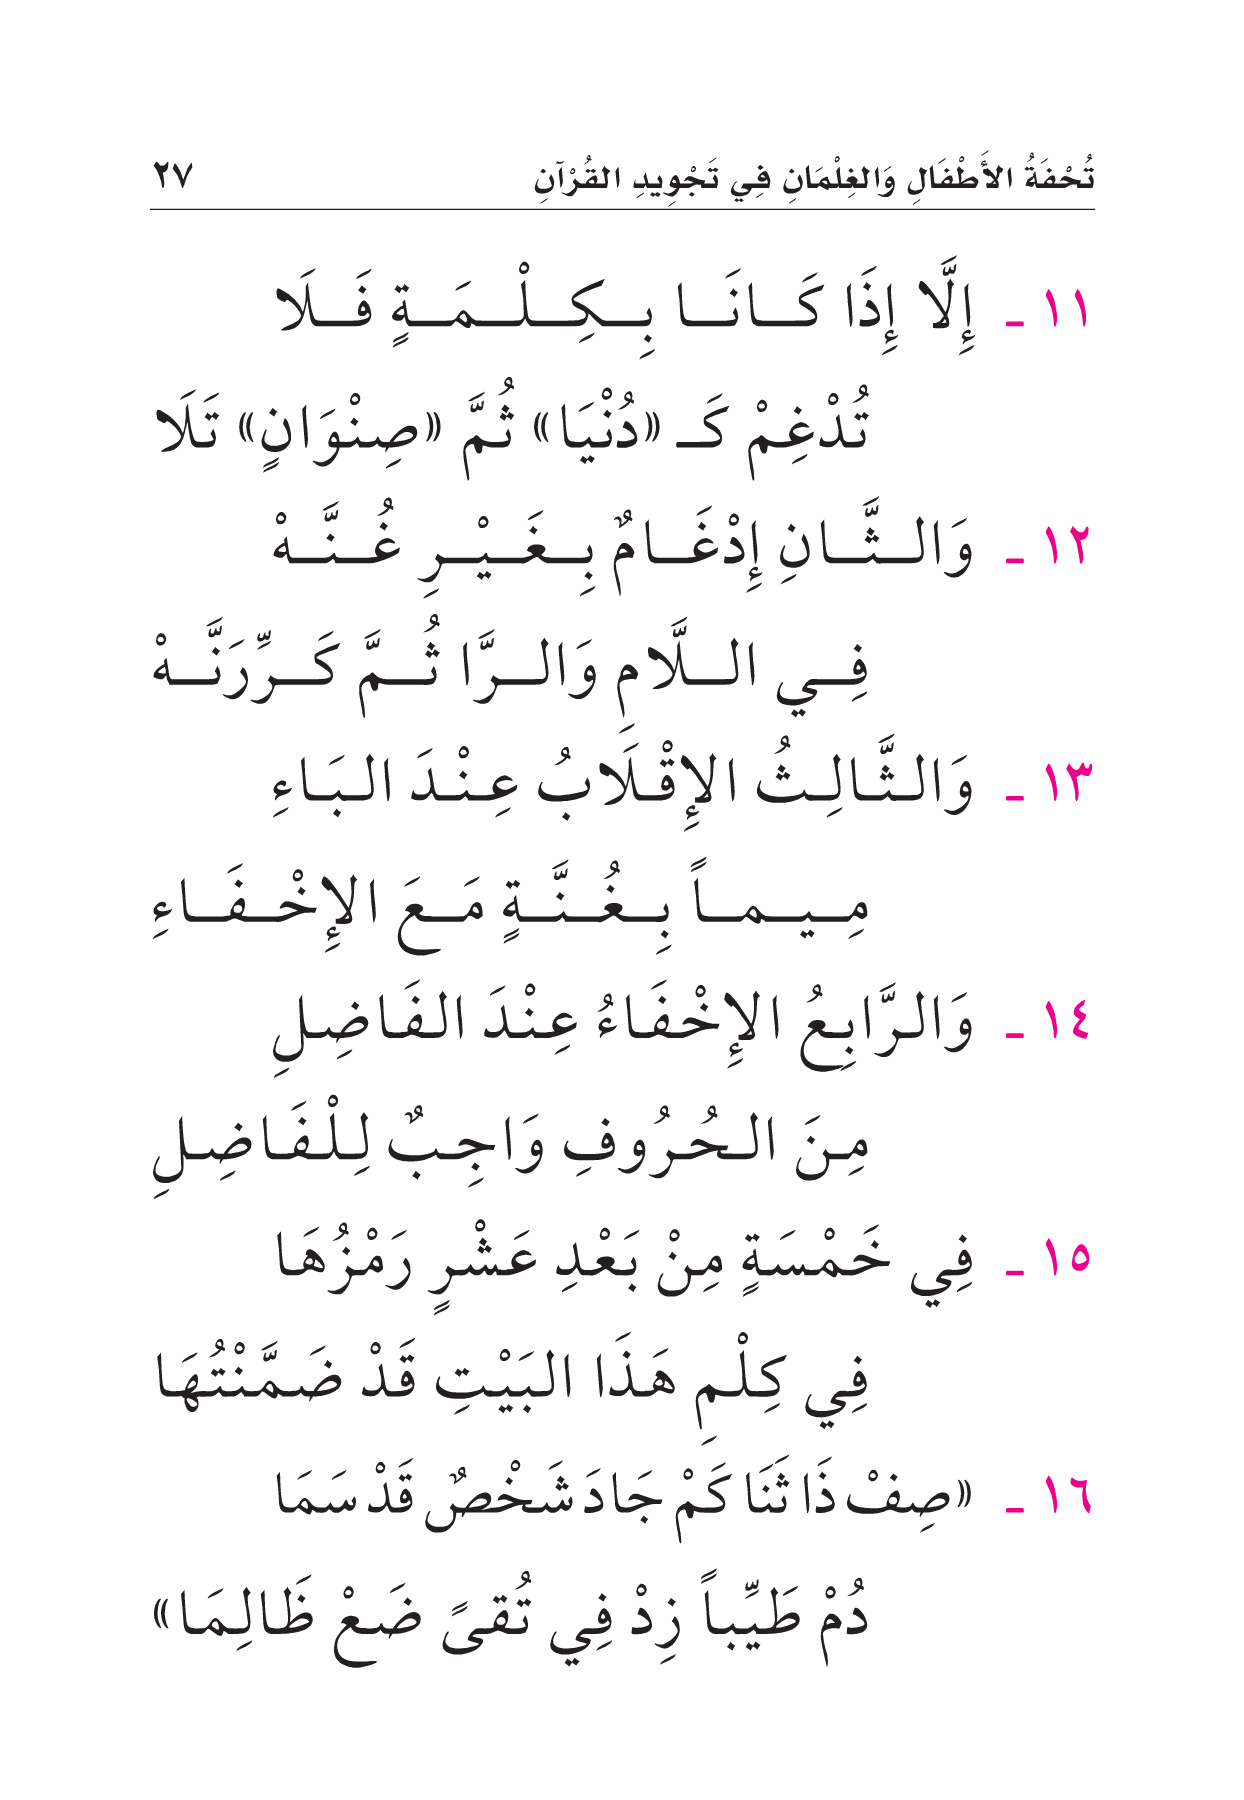 تُحْفَةُ الأَطْفَالِ وَالغِلْمَانِ فِي تَجْوِيدِ القُرْآنِ ٢٧
١١ - إِلَّا إِذَا كَانَا بِكِلْمَةٍ فَلَا
تُدْغِمْ كَـ «دُنْيَا» ثُمَّ «صِنْوَانٍ» تَلَا
١٢ - وَالثَّانِ إِدْغَامٌ بِغَيْرِ غُنَّهْ
فِي اللَّامِ وَالرَّا ثُمَّ كَرِّرَنَّهْ
١٣ - وَالثَّالِثُ الإِقْلَابُ عِنْدَ البَاءِ
مِيماً بِغُنَّةٍ مَعَ الإِخْفَاءِ
١٤ - وَالرَّابِعُ الإِخْفَاءُ عِنْدَ الفَاضِلِ
مِنَ الحُرُوفِ وَاجِبٌ لِلْفَاضِلِ
١٥ - فِي خَمْسَةٍ مِنْ بَعْدِ عَشْرٍ رَمْزُهَا
فِي كِلْمِ هَذَا البَيْتِ قَدْ ضَمَّنْتُهَا
١٦ - «صِفْ ذَا ثَنَا كَمْ جَادَ شَخْصٌ قَدْ سَمَا
دُمْ طَيِّباً زِدْ فِي تُقىً ضَعْ ظَالِمَا»